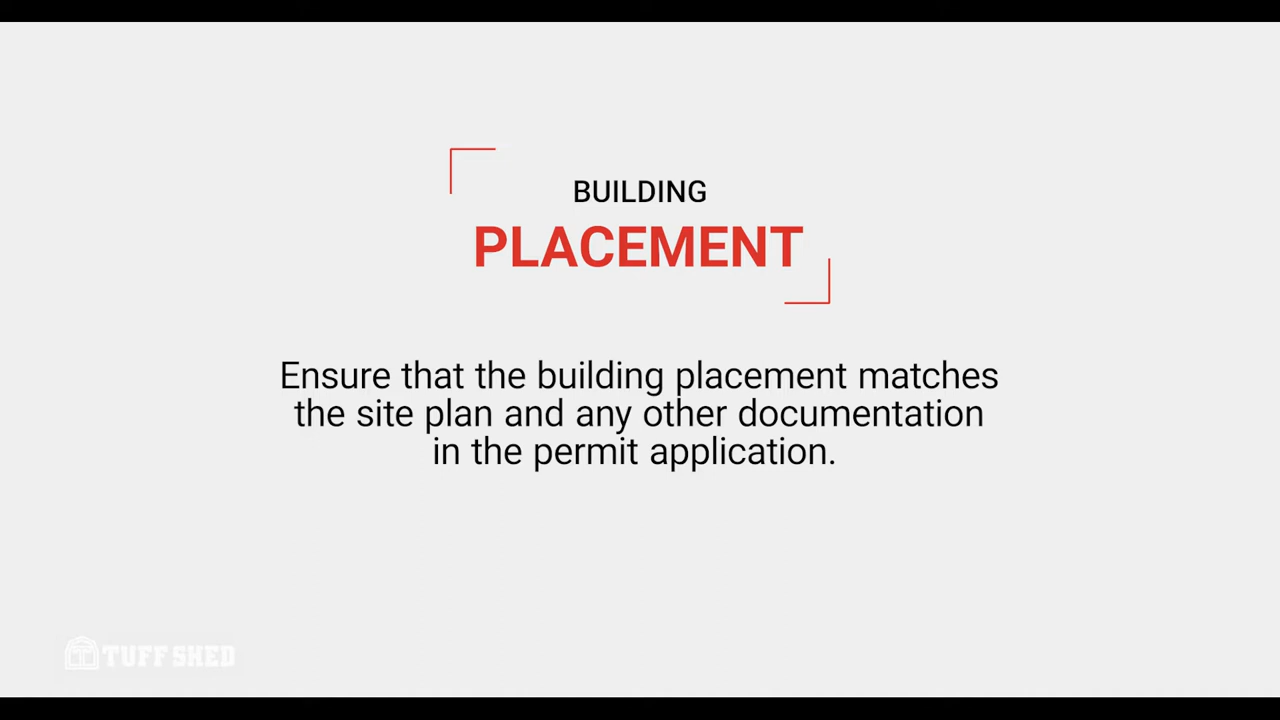 BUILDING
PLACEMENT
Ensure that the building placement matches
the site plan and any other documentation
in the permit application.
TUFF SHED